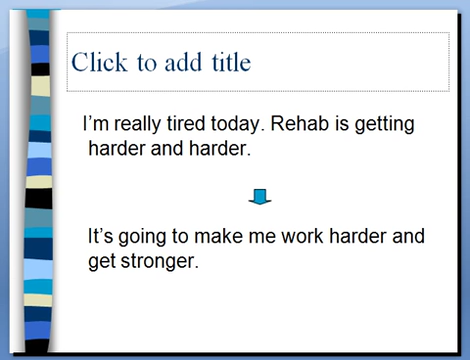 Click to add title
I'm really tired today. Rehab is getting
harder and harder.
It's going to make me work harder and
get stronger.